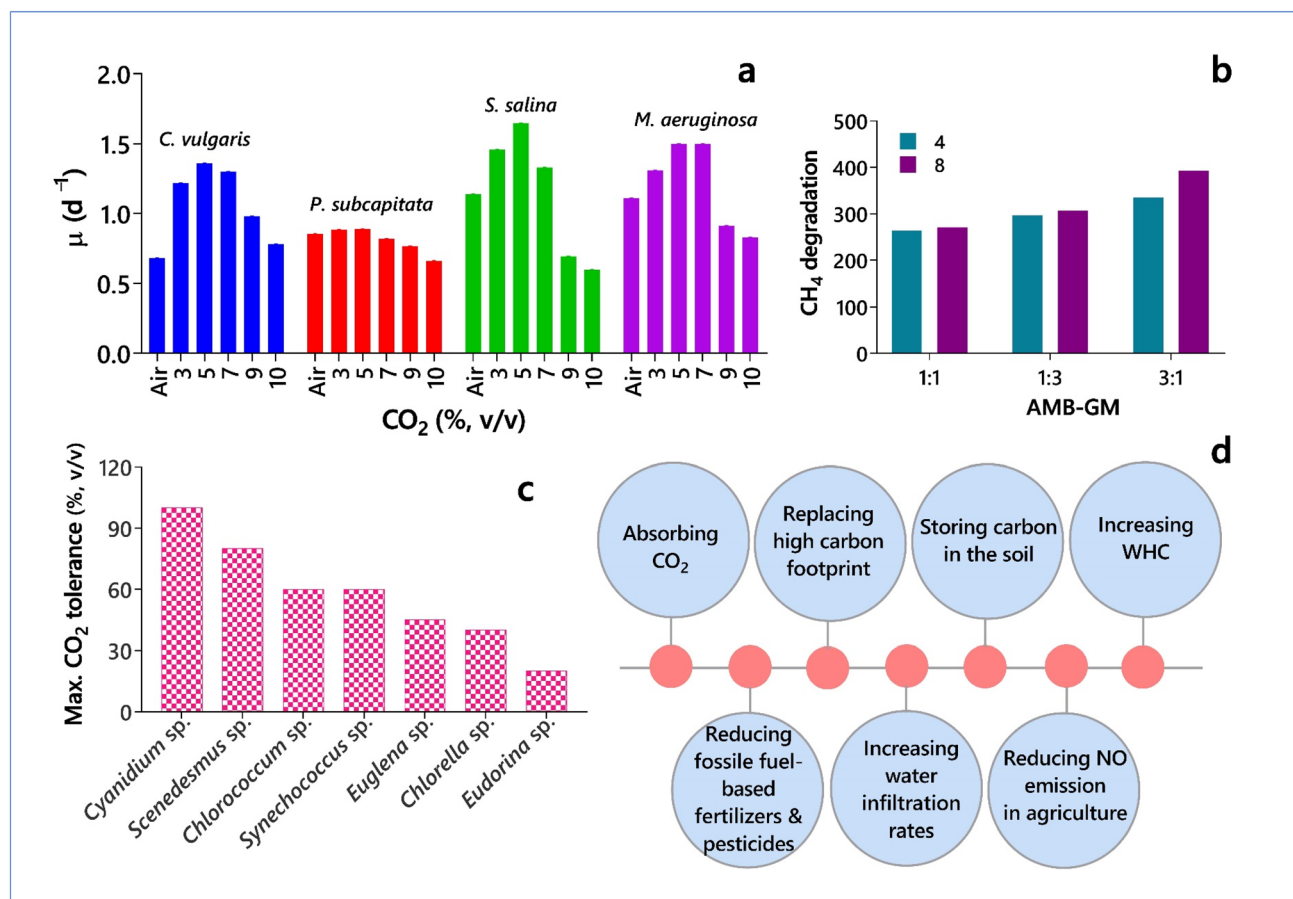 a
μ (d ⁻¹)
2.0
1.5
1.0
0.5
0.0
C. vulgaris
P. subcapitata
S. salina
M. aeruginosa
Air 3 5 7 9 10 Air 3 5 7 9 10 Air 3 5 7 9 10 Air 3 5 7 9 10
CO₂ (%, v/v)
b
CH₄ degradation
500
400
300
200
100
0
4
8
1:1 1:3 3:1
AMB-GM
c
Max. CO₂ tolerance (%, v/v)
120
90
60
30
0
Cyanidium sp.
Scenedesmus sp.
Chlorococcum sp.
Synechococcus sp.
Euglena sp.
Chlorella sp.
Eudorina sp.
d
Absorbing
CO₂
Replacing
high carbon
footprint
Storing carbon
in the soil
Increasing
WHC
Reducing
fossile fuel-
based
fertilizers &
pesticides
Increasing
water
infiltration
rates
Reducing NO
emission
in agriculture